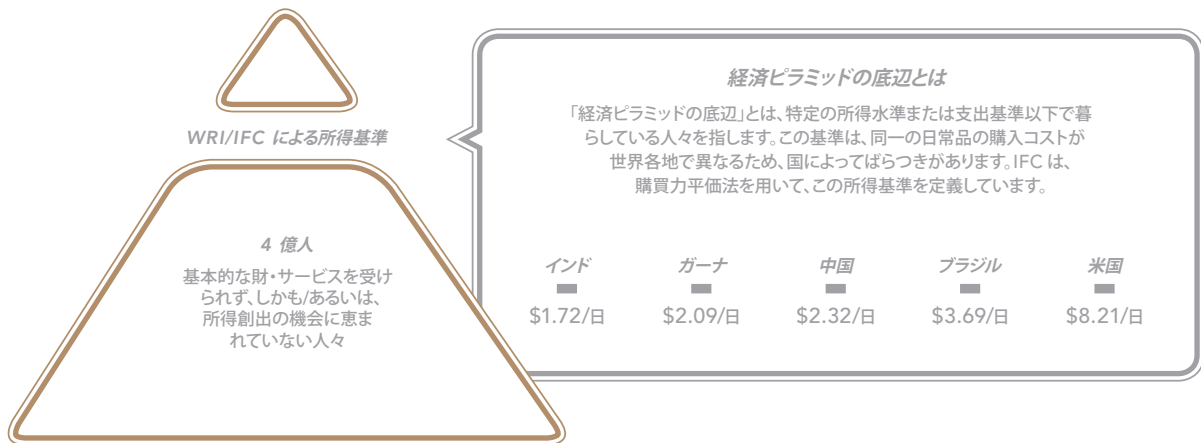 WRI/IFC による所得基準
4 億人
基本的な財・サービスを受け
られず、しかも/あるいは、
所得創出の機会に恵ま
れていない人々
経済ピラミッドの底辺とは
「経済ピラミッドの底辺」とは、特定の所得水準または支出基準以下で暮
らしている人々を指します。この基準は、同一の日常品の購入コストが
世界各地で異なるため、国によってばらつきがあります。IFC は、
購買力平価法を用いて、この所得基準を定義しています。
インド ガーナ 中国 ブラジル 米国
$1.72/日 $2.09/日 $2.32/日 $3.69/日 $8.21/日